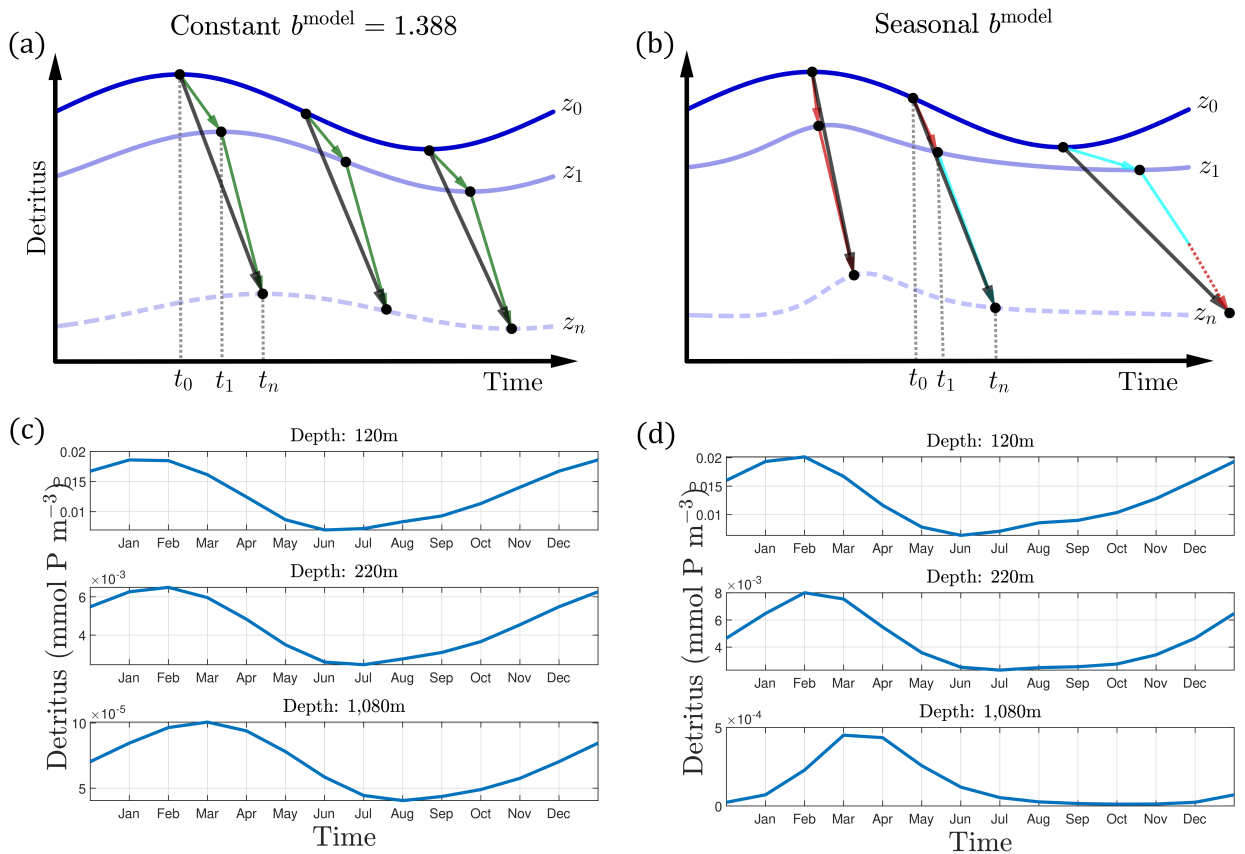 Constant b^model = 1.388
(a)
Detritus
z0
z1
zn
t0 t1 tn
Time
Seasonal b^model
(b)
z0
z1
zn
t0 t1 tn
Time
(c)
Detritus (mmol P m−3)
Depth: 120m
0.02
0.015
0.01
Jan Feb Mar Apr May Jun Jul Aug Sep Oct Nov Dec
Depth: 220m
×10-3
6
4
Jan Feb Mar Apr May Jun Jul Aug Sep Oct Nov Dec
Depth: 1,080m
×10-5
10
5
Jan Feb Mar Apr May Jun Jul Aug Sep Oct Nov Dec
Time
(d)
Detritus (mmol P m−3)
Depth: 120m
0.02
0.015
0.01
Jan Feb Mar Apr May Jun Jul Aug Sep Oct Nov Dec
Depth: 220m
×10-3
8
6
4
Jan Feb Mar Apr May Jun Jul Aug Sep Oct Nov Dec
Depth: 1,080m
×10-4
5
0
Jan Feb Mar Apr May Jun Jul Aug Sep Oct Nov Dec
Time